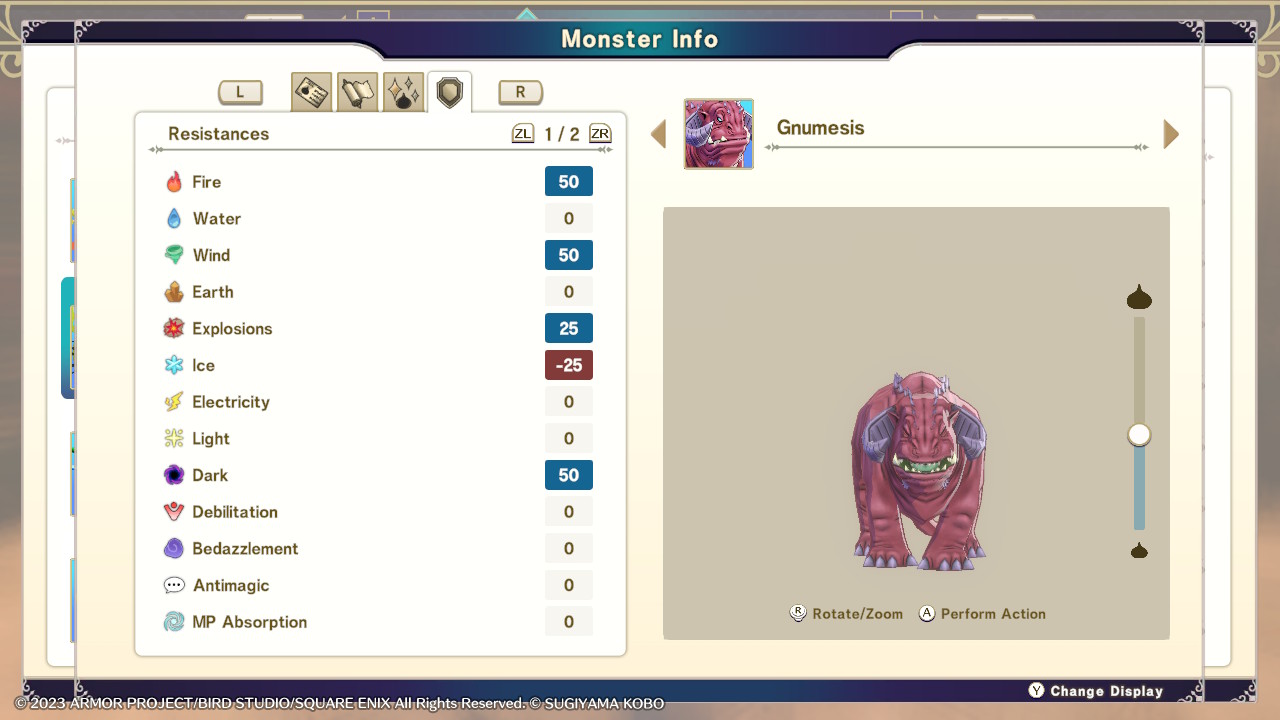 Monster Info
L
R
Resistances
ZL 1 / 2 ZR
Fire 50
Water 0
Wind 50
Earth 0
Explosions 25
Ice -25
Electricity 0
Light 0
Dark 50
Debilitation 0
Bedazzlement 0
Antimagic 0
MP Absorption 0
Gnumesis
R Rotate/Zoom A Perform Action
Y Change Display
© 2023 ARMOR PROJECT/BIRD STUDIO/SQUARE ENIX All Rights Reserved. © SUGIYAMA KOBO